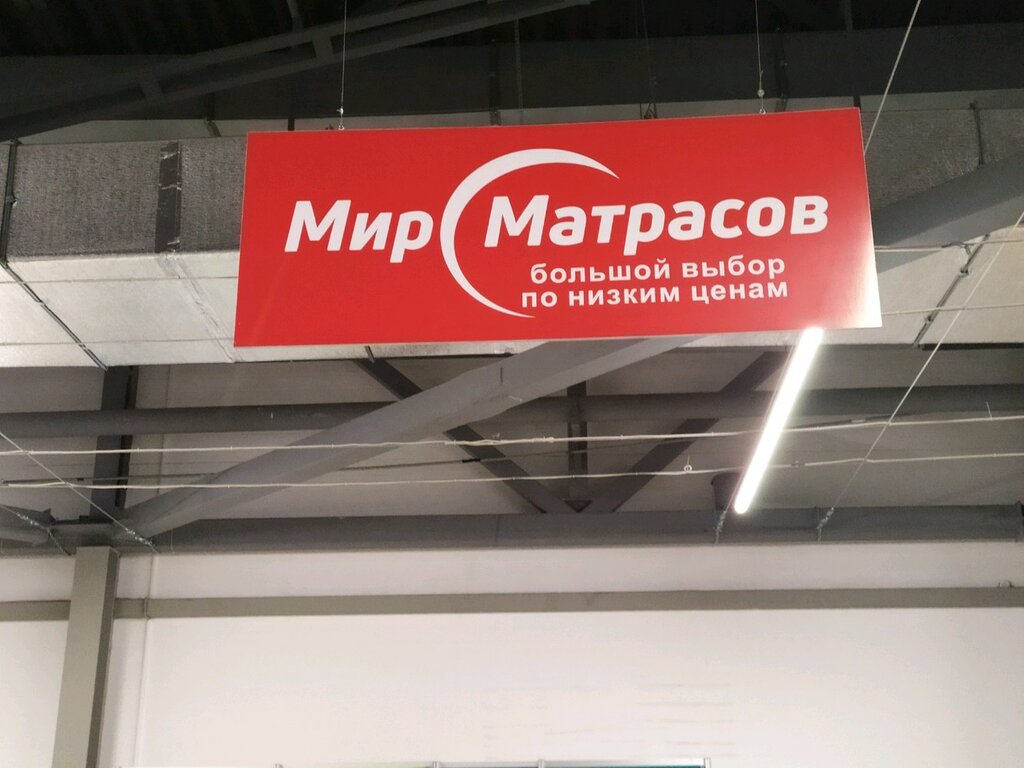 Мир Матрасов
большой выбор
по низким ценам